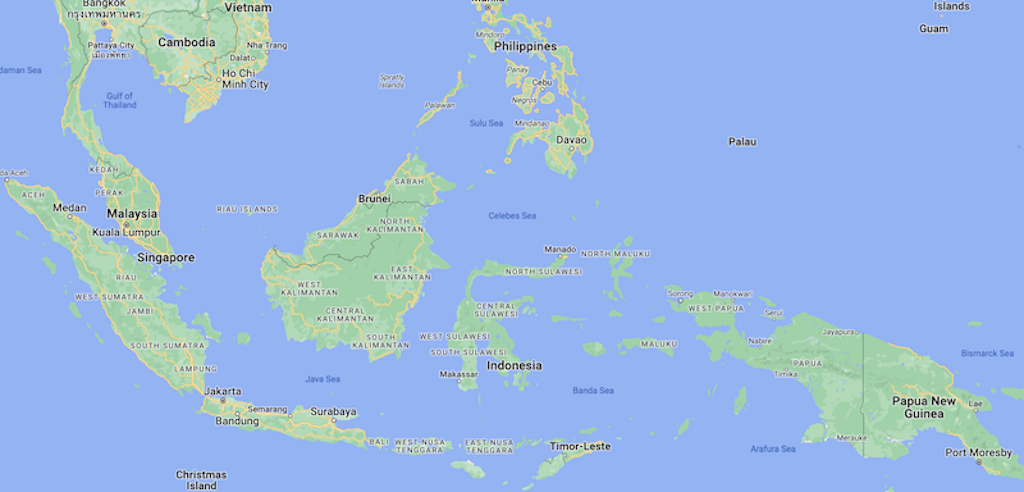 Bangkok
กรุงเทพมหานคร
Vietnam
Islands
Guam
Mindoro
Philippines
Cambodia
Pattaya City
เมืองพัทยา
Nha Trang
Dalat
Ho Chi
Minh City
Spratly
Islands
Panay
Cebu
Negros
Palawan
Gulf of
Thailand
Sulu Sea
Mindanao
Davao
Palau
KEDAH
ACEH
PERAK
Medan
Malaysia
Kuala Lumpur
RIAU ISLANDS
SABAH
Brunei
Celebes Sea
NORTH
KALIMANTAN
SARAWAK
Singapore
Manado
NORTH MALUKU
NORTH SULAWESI
RIAU
EAST
KALIMANTAN
WEST
KALIMANTAN
WEST SUMATRA
JAMBI
CENTRAL
KALIMANTAN
CENTRAL
SULAWESI
Sorong
Manokwari
WEST PAPUA
Serui
SOUTH
KALIMANTAN
WEST SULAWESI
SOUTH SULAWESI
MALUKU
Nabire
Jayapura
SOUTH SUMATRA
LAMPUNG
Makassar
Indonesia
PAPUA
Timika
Bismarck Sea
Java Sea
Banda Sea
Jakarta
Bandung
Semarang
Surabaya
Papua New
Guinea
Lae
BALI
WEST NUSA
TENGGARA
EAST NUSA
TENGGARA
Timor-Leste
Merauke
Arafura Sea
Port Moresby
Christmas
Island